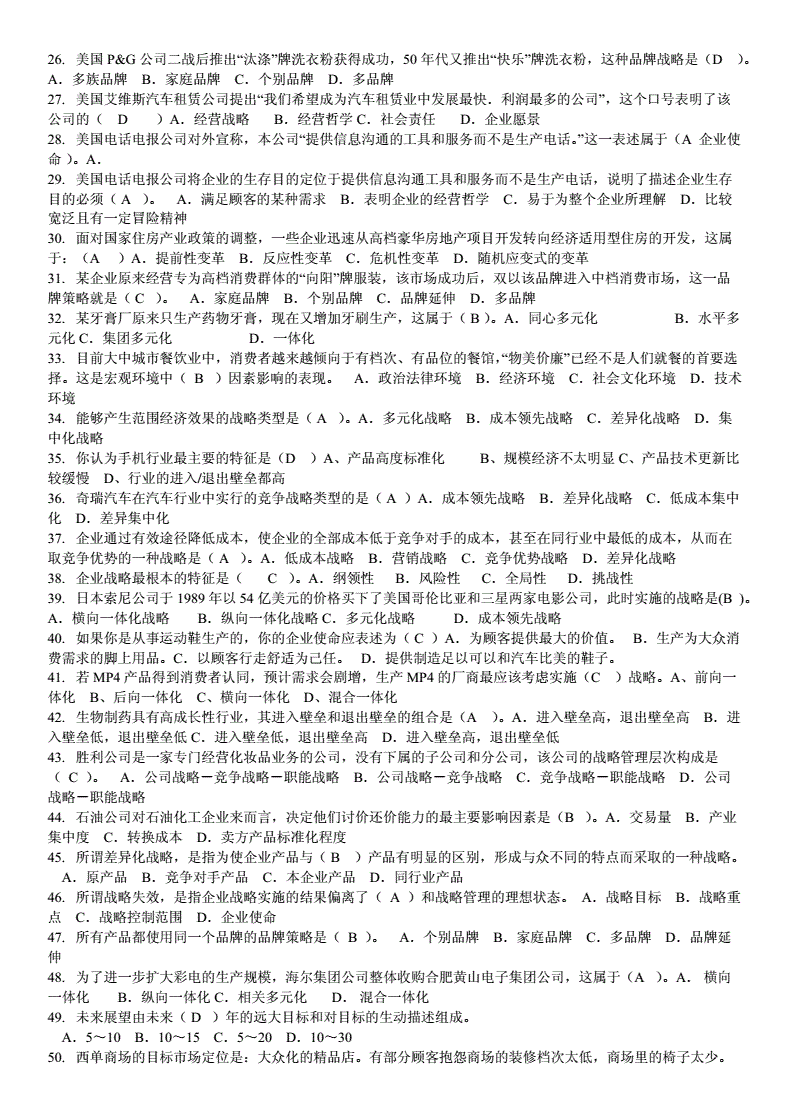 26. 美国 P&G 公司二战后推出“汰涤”牌洗衣粉获得成功，50 年代又推出“快乐”牌洗衣粉，这种品牌战略是（D ）。
A．多族品牌 B．家庭品牌 C．个别品牌 D．多品牌
27. 美国艾维斯汽车租赁公司提出“我们希望成为汽车租赁业中发展最快．利润最多的公司”，这个口号表明了该
公司的（ D ）A．经营战略 B．经营哲学 C．社会责任 D．企业愿景
28. 美国电话电报公司对外宣称，本公司“提供信息沟通的工具和服务而不是生产电话。”这一表述属于（A 企业使
命 ）。A．
29. 美国电话电报公司将企业的生存目的定位于提供信息沟通工具和服务而不是生产电话，说明了描述企业生存
目的必须（ A ）。 A．满足顾客的某种需求 B．表明企业的经营哲学 C．易于为整个企业所理解 D．比较
宽泛且有一定冒险精神
30. 面对国家住房产业政策的调整，一些企业迅速从高档豪华房地产项目开发转向经济适用型住房的开发，这属
于：（A ）A．提前性变革 B．反应性变革 C．危机性变革 D．随机应变式的变革
31. 某企业原来经营专为高档消费群体的“向阳”牌服装，该市场成功后，双以该品牌进入中档消费市场，这一品
牌策略就是（ C ）。 A．家庭品牌 B．个别品牌 C．品牌延伸 D．多品牌
32. 某牙膏厂原来只生产药物牙膏，现在又增加牙刷生产，这属于（ B ）。A．同心多元化 B．水平多
元化 C．集团多元化 D．一体化
33. 目前大中城市餐饮业中，消费者越来越倾向于有档次、有品位的餐馆，“物美价廉”已经不是人们就餐的首要选
择。这是宏观环境中（ B ）因素影响的表现。 A．政治法律环境 B．经济环境 C．社会文化环境 D．技术
环境
34. 能够产生范围经济效果的战略类型是（ A ）。A．多元化战略 B．成本领先战略 C．差异化战略 D．集
中化战略
35. 你认为手机行业最主要的特征是（D ）A、产品高度标准化 B、规模经济不太明显 C、产品技术更新比
较缓慢 D、行业的进入/退出壁垒都高
36. 奇瑞汽车在汽车行业中实行的竞争战略类型的是（ A ）A．成本领先战略 B．差异化战略 C．低成本集中
化 D．差异集中化
37. 企业通过有效途径降低成本，使企业的全部成本低于竞争对手的成本，甚至在同行业中最低的成本，从而在
取竞争优势的一种战略是（ A ）。A．低成本战略 B．营销战略 C．竞争优势战略 D．差异化战略
38. 企业战略最根本的特征是（ C ）。A．纲领性 B．风险性 C．全局性 D．挑战性
39. 日本索尼公司于 1989 年以 54 亿美元的价格买下了美国哥伦比亚和三星两家电影公司，此时实施的战略是(B )。
A．横向一体化战略 B．纵向一体化战略 C．多元化战略 D．成本领先战略
40. 如果你是从事运动鞋生产的，你的企业使命应表述为（ C ）A．为顾客提供最大的价值。 B．生产为大众消
费需求的脚上用品。C．以顾客行走舒适为己任。 D．提供制造足以可以和汽车比美的鞋子。
41. 若 MP4 产品得到消费者认同，预计需求会剧增，生产 MP4 的厂商最应该考虑实施（C ）战略。A、前向一
体化 B、后向一体化 C、横向一体化 D、混合一体化
42. 生物制药具有高成长性行业，其进入壁垒和退出壁垒的组合是（A ）。A．进入壁垒高，退出壁垒高 B．进
入壁垒低，退出壁垒低 C．进入壁垒低，退出壁垒高 D．进入壁垒高，退出壁垒低
43. 胜利公司是一家专门经营化妆品业务的公司，没有下属的子公司和分公司，该公司的战略管理层次构成是
（ C ）。 A．公司战略－竞争战略－职能战略 B．公司战略－竞争战略 C．竞争战略－职能战略 D．公司
战略－职能战略
44. 石油公司对石油化工企业来而言，决定他们讨价还价能力的最主要影响因素是（B ）。A．交易量 B．产业
集中度 C．转换成本 D．卖方产品标准化程度
45. 所谓差异化战略，是指为使企业产品与（ B ）产品有明显的区别，形成与众不同的特点而采取的一种战略。
A．原产品 B．竞争对手产品 C．本企业产品 D．同行业产品
46. 所谓战略失效，是指企业战略实施的结果偏离了（ A ）和战略管理的理想状态。 A．战略目标 B．战略重
点 C．战略控制范围 D．企业使命
47. 所有产品都使用同一个品牌的品牌策略是（ B ）。 A．个别品牌 B．家庭品牌 C．多品牌 D．品牌延
伸
48. 为了进一步扩大彩电的生产规模，海尔集团公司整体收购合肥黄山电子集团公司，这属于（A ）。A． 横向
一体化 B．纵向一体化 C．相关多元化 D． 混合一体化
49. 未来展望由未来（ D ）年的远大目标和对目标的生动描述组成。
A．5～10 B．10～15 C．5～20 D．10～30
50. 西单商场的目标市场定位是：大众化的精品店。有部分顾客抱怨商场的装修档次太低，商场里的椅子太少。